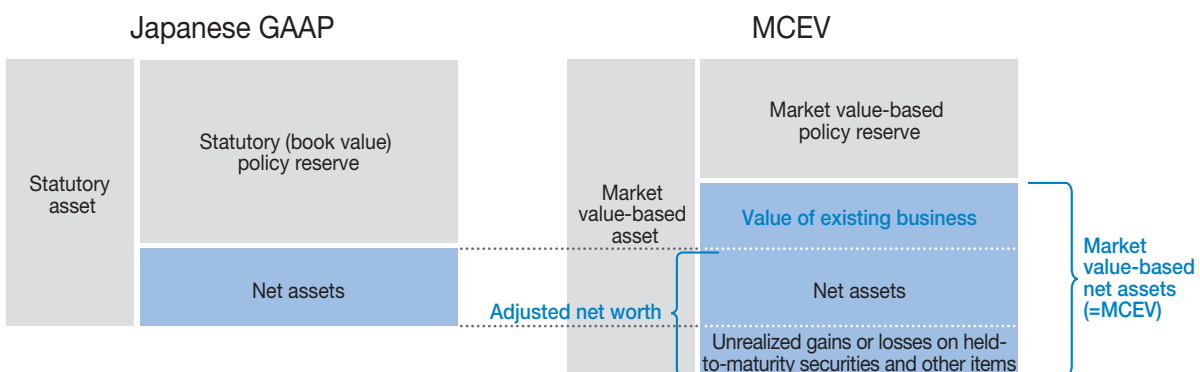 Japanese GAAP
Statutory
asset
Statutory (book value)
policy reserve
Net assets
MCEV
Market
value-based
asset
Market value-based
policy reserve
Value of existing business
Adjusted net worth
Net assets
Unrealized gains or losses on held-
to-maturity securities and other items
Market
value-based
net assets
(=MCEV)